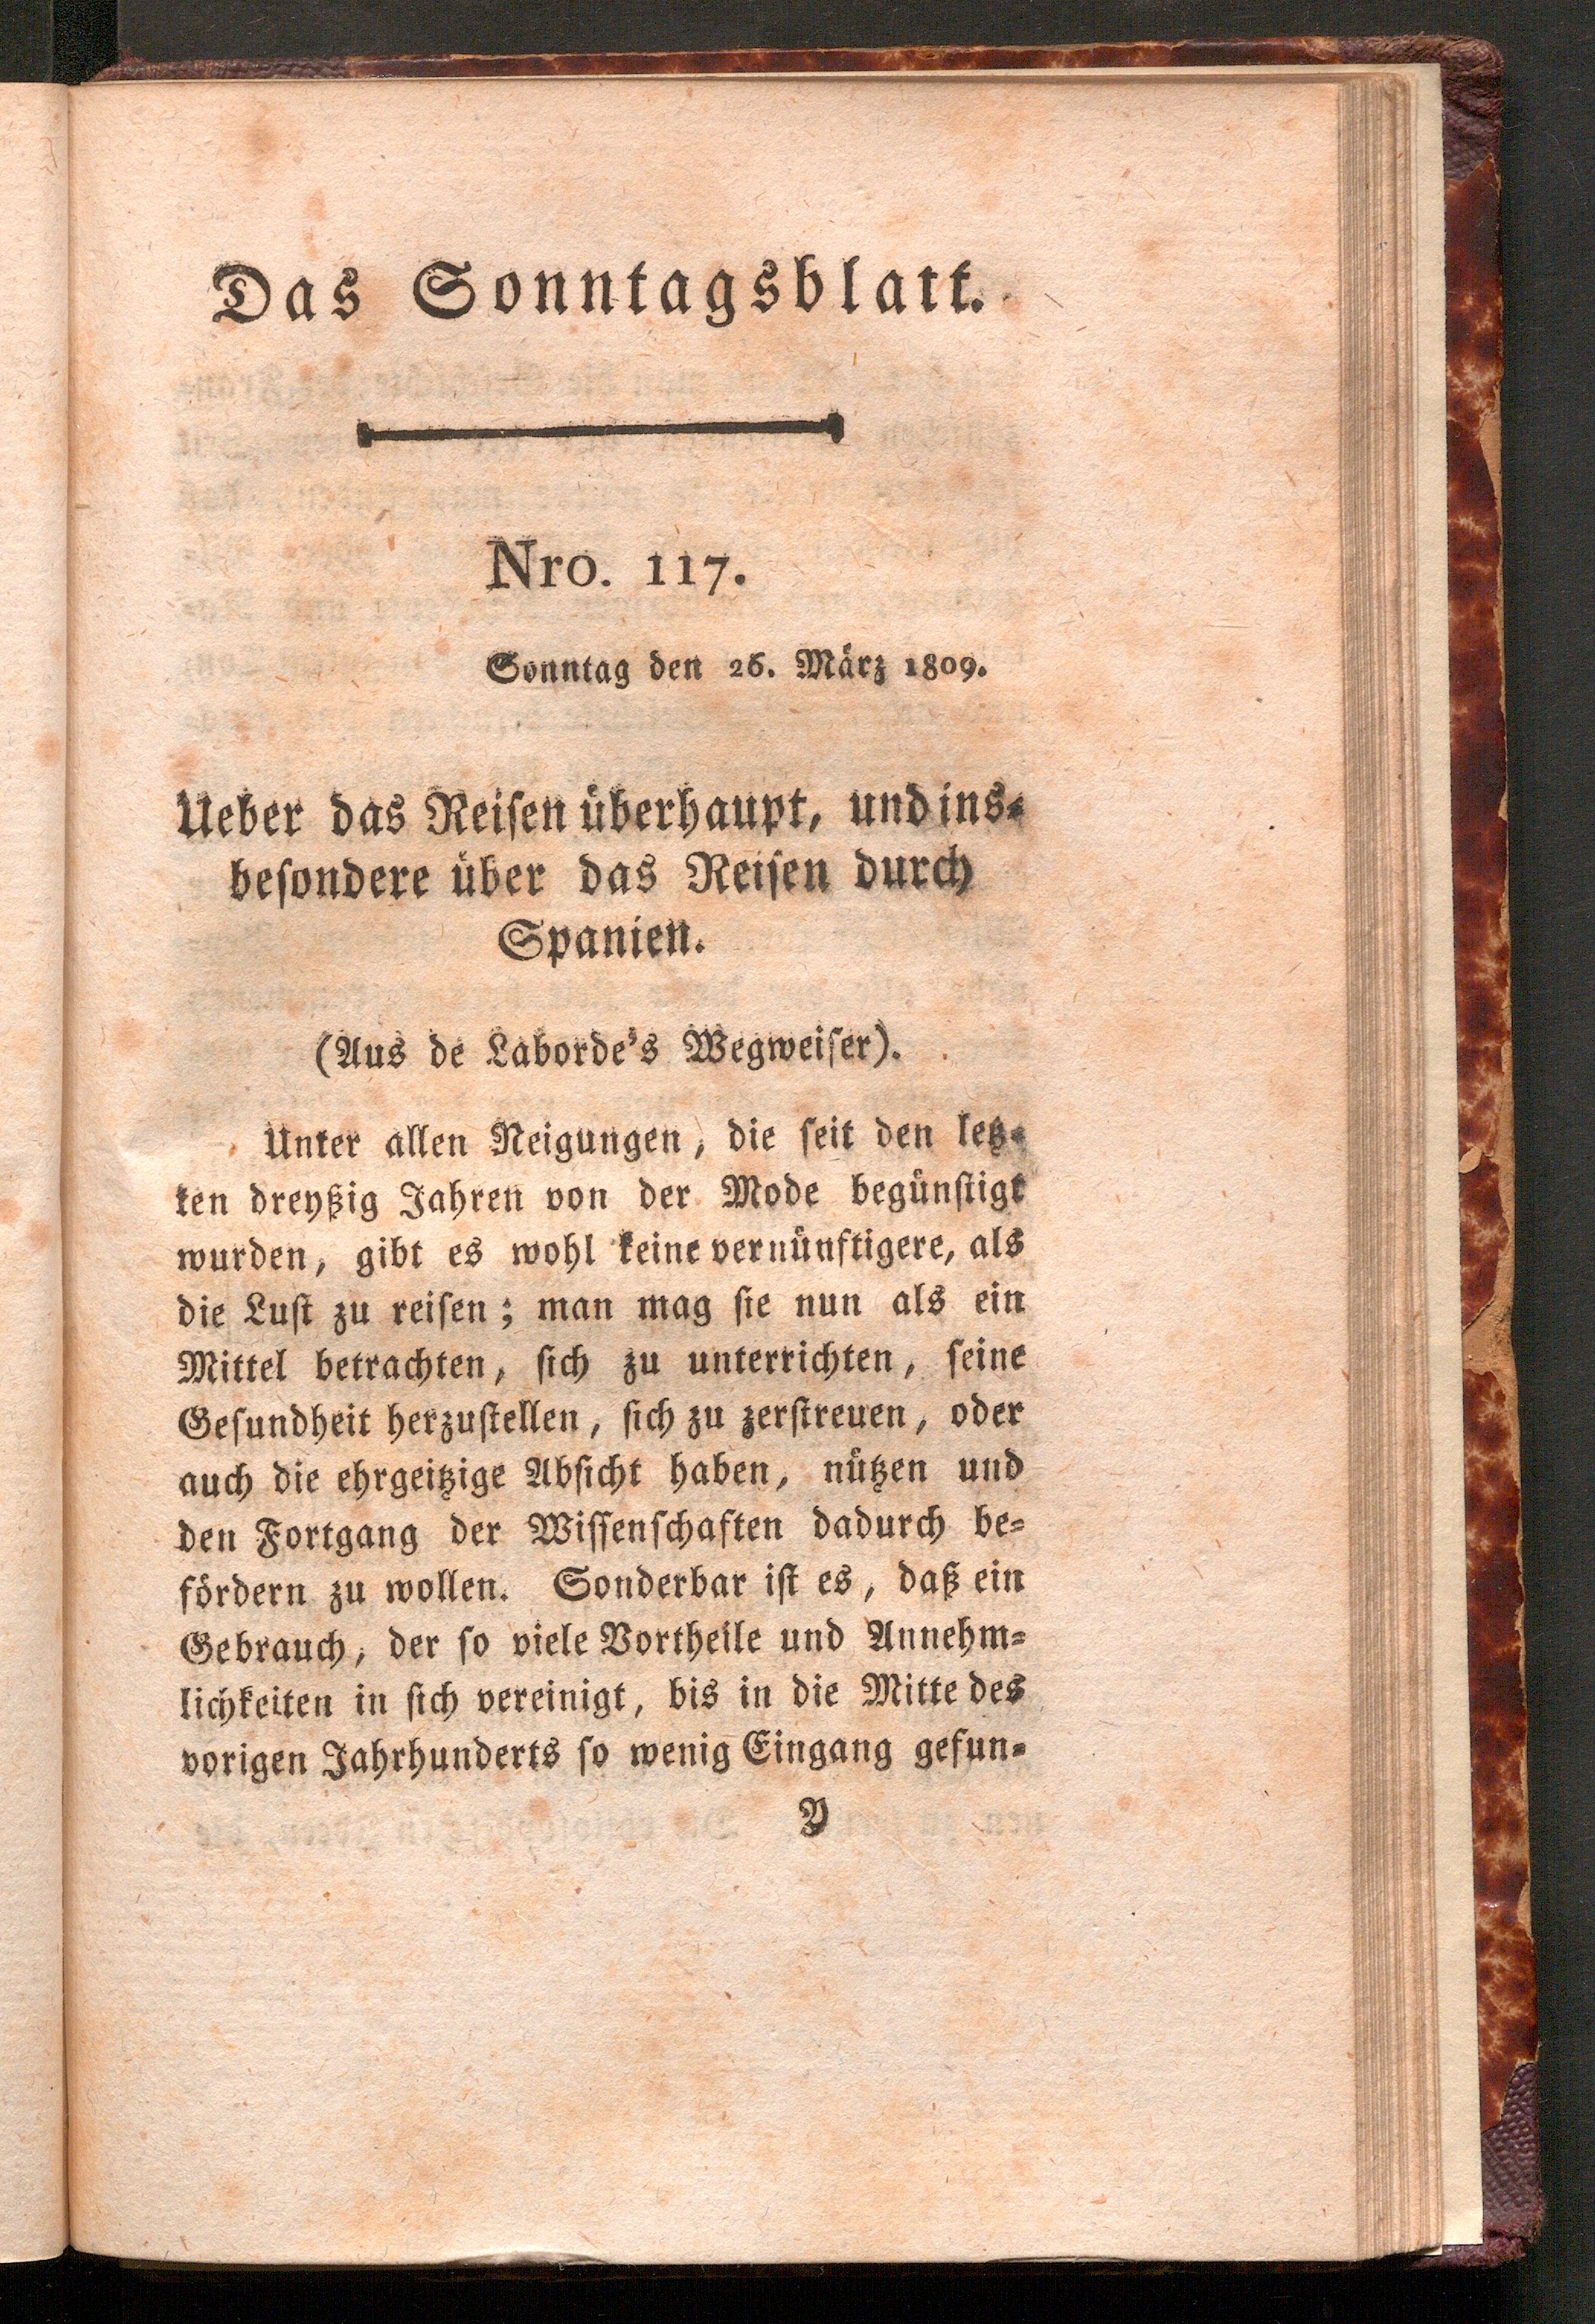 Das Sonntagsblatt.
Nro. 117.
Sonntag den 26. März 1809.
Ueber das Reiſen überhaupt, und ins-
beſondere über das Reiſen durch
Spanien.
(Aus de Laborde's Wegweiſer).
Unter allen Neigungen, die ſeit den letz-
ten dreyßig Jahren von der Mode begünſtigt
wurden, gibt es wohl keine vernünftigere, als
die Luſt zu reiſen; man mag ſie nun als ein
Mittel betrachten, ſich zu unterrichten, ſeine
Geſundheit herzuſtellen, ſich zu zerſtreuen, oder
auch die ehrgeitzige Abſicht haben, nützen und
den Fortgang der Wiſſenſchaften dadurch be-
fördern zu wollen. Sonderbar iſt es, daß ein
Gebrauch, der ſo viele Vortheile und Annehm-
lichkeiten in ſich vereinigt, bis in die Mitte des
vorigen Jahrhunderts ſo wenig Eingang gefun-
Y